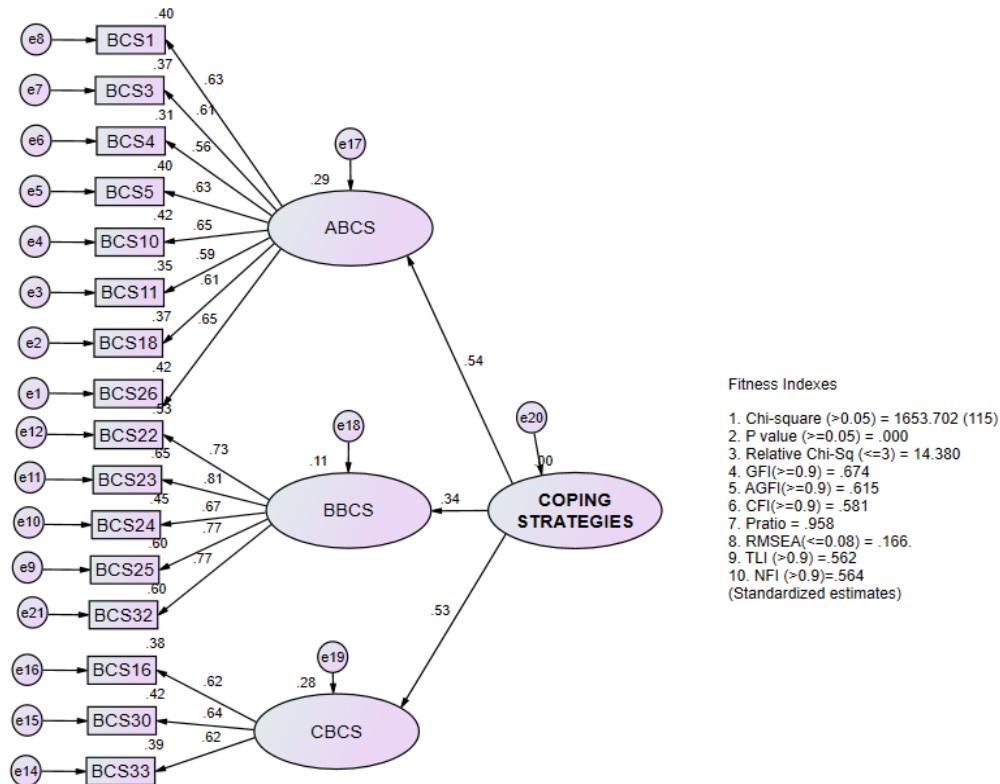 .40
e8 BCS1
.37
.63
e7 BCS3
.61
.31
e6 BCS4
.56
e17
.40
e5 BCS5
.63
.29
.42
e4 BCS10
.65
ABCS
.35
.59
e3 BCS11
.61
.37
e2 BCS18
.65
.42
.54
e1 BCS26
.53
e12 BCS22
.73
e18
e20
.65
e11 BCS23
.81
.11
.00
.45
e10 BCS24
.67
BBCS
.34
COPING
STRATEGIES
.77
.60
e9 BCS25
.77
.60
e21 BCS32
.53
.38
e16 BCS16
e19
.62
.28
.42
e15 BCS30
.64
CBCS
.62
.39
e14 BCS33
Fitness Indexes
1. Chi-square (>0.05) = 1653.702 (115)
2. P value (>=0.05) = .000
3. Relative Chi-Sq (<=3) = 14.380
4. GFI(>=0.9) = .674
5. AGFI(>=0.9) = .615
6. CFI(>=0.9) = .581
7. Pratio = .958
8. RMSEA(<=0.08) = .166.
9. TLI (>0.9) =.562
10. NFI (>0.9)=.564
(Standardized estimates)